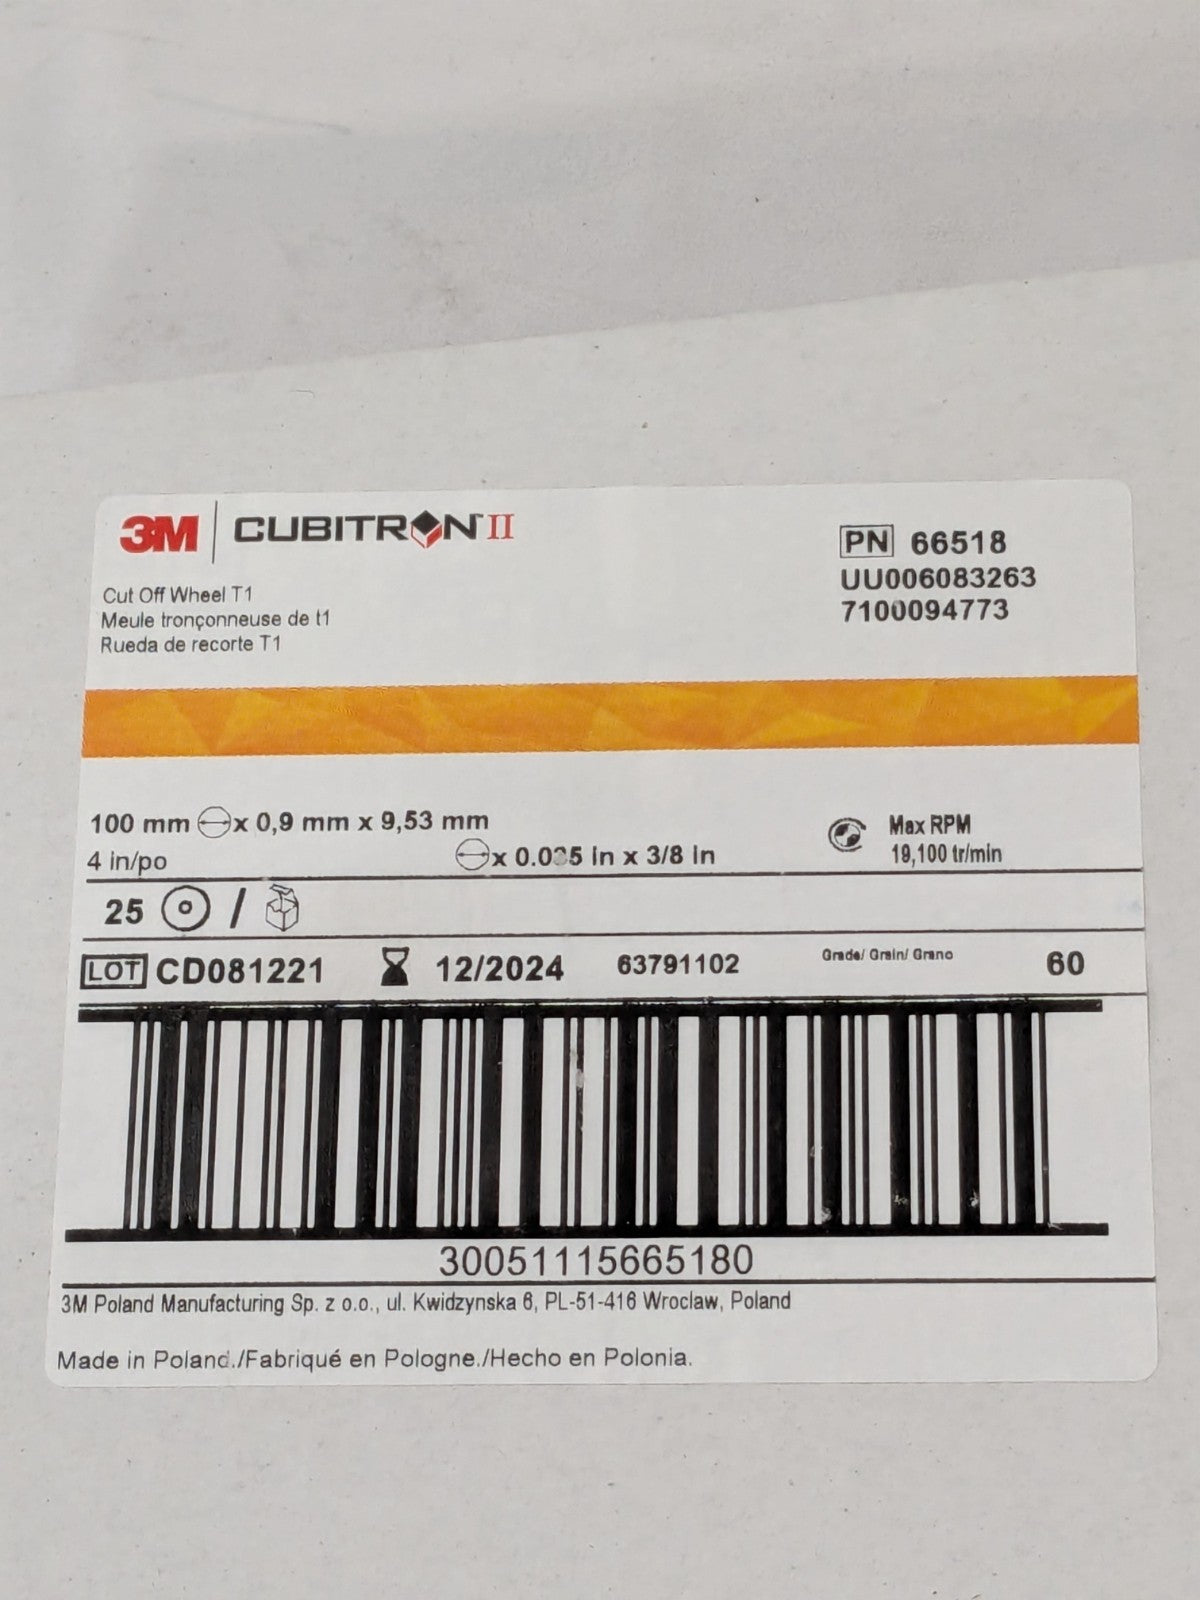 3M CUBITRON™ II
Cut Off Wheel T1
Meule tronçonneuse de t1
Rueda de recorte T1
PN 66518
UU006083263
7100094773
100 mm x 0,9 mm x 9,53 mm
4 in/po x 0.035 in x 3/8 in
Max RPM
19,100 tr/min
25 /
LOT CD081221 12/2024 63791102 Grade/ Grain/ Grano 60
30051115665180
3M Poland Manufacturing Sp. z o.o., ul. Kwidzynska 6, PL-51-416 Wroclaw, Poland
Made in Poland./Fabriqué en Pologne./Hecho en Polonia.